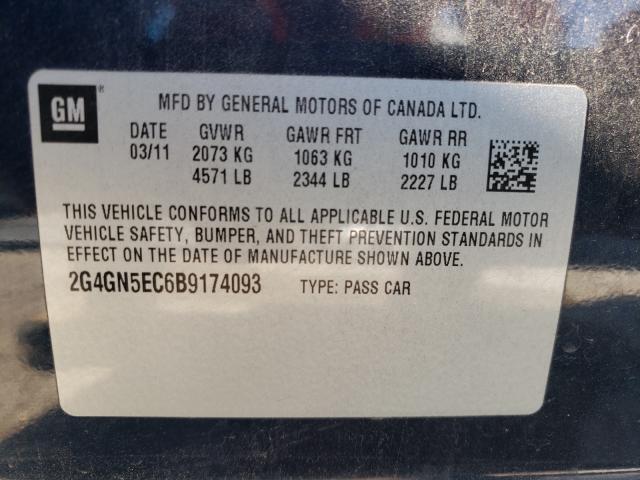 GM
MFD BY GENERAL MOTORS OF CANADA LTD.
DATE GVWR GAWR FRT GAWR RR
03/11 2073 KG 1063 KG 1010 KG
4571 LB 2344 LB 2227 LB
THIS VEHICLE CONFORMS TO ALL APPLICABLE U.S. FEDERAL MOTOR
VEHICLE SAFETY, BUMPER, AND THEFT PREVENTION STANDARDS IN
EFFECT ON THE DATE OF MANUFACTURE SHOWN ABOVE.
2G4GN5EC6B9174093 TYPE: PASS CAR